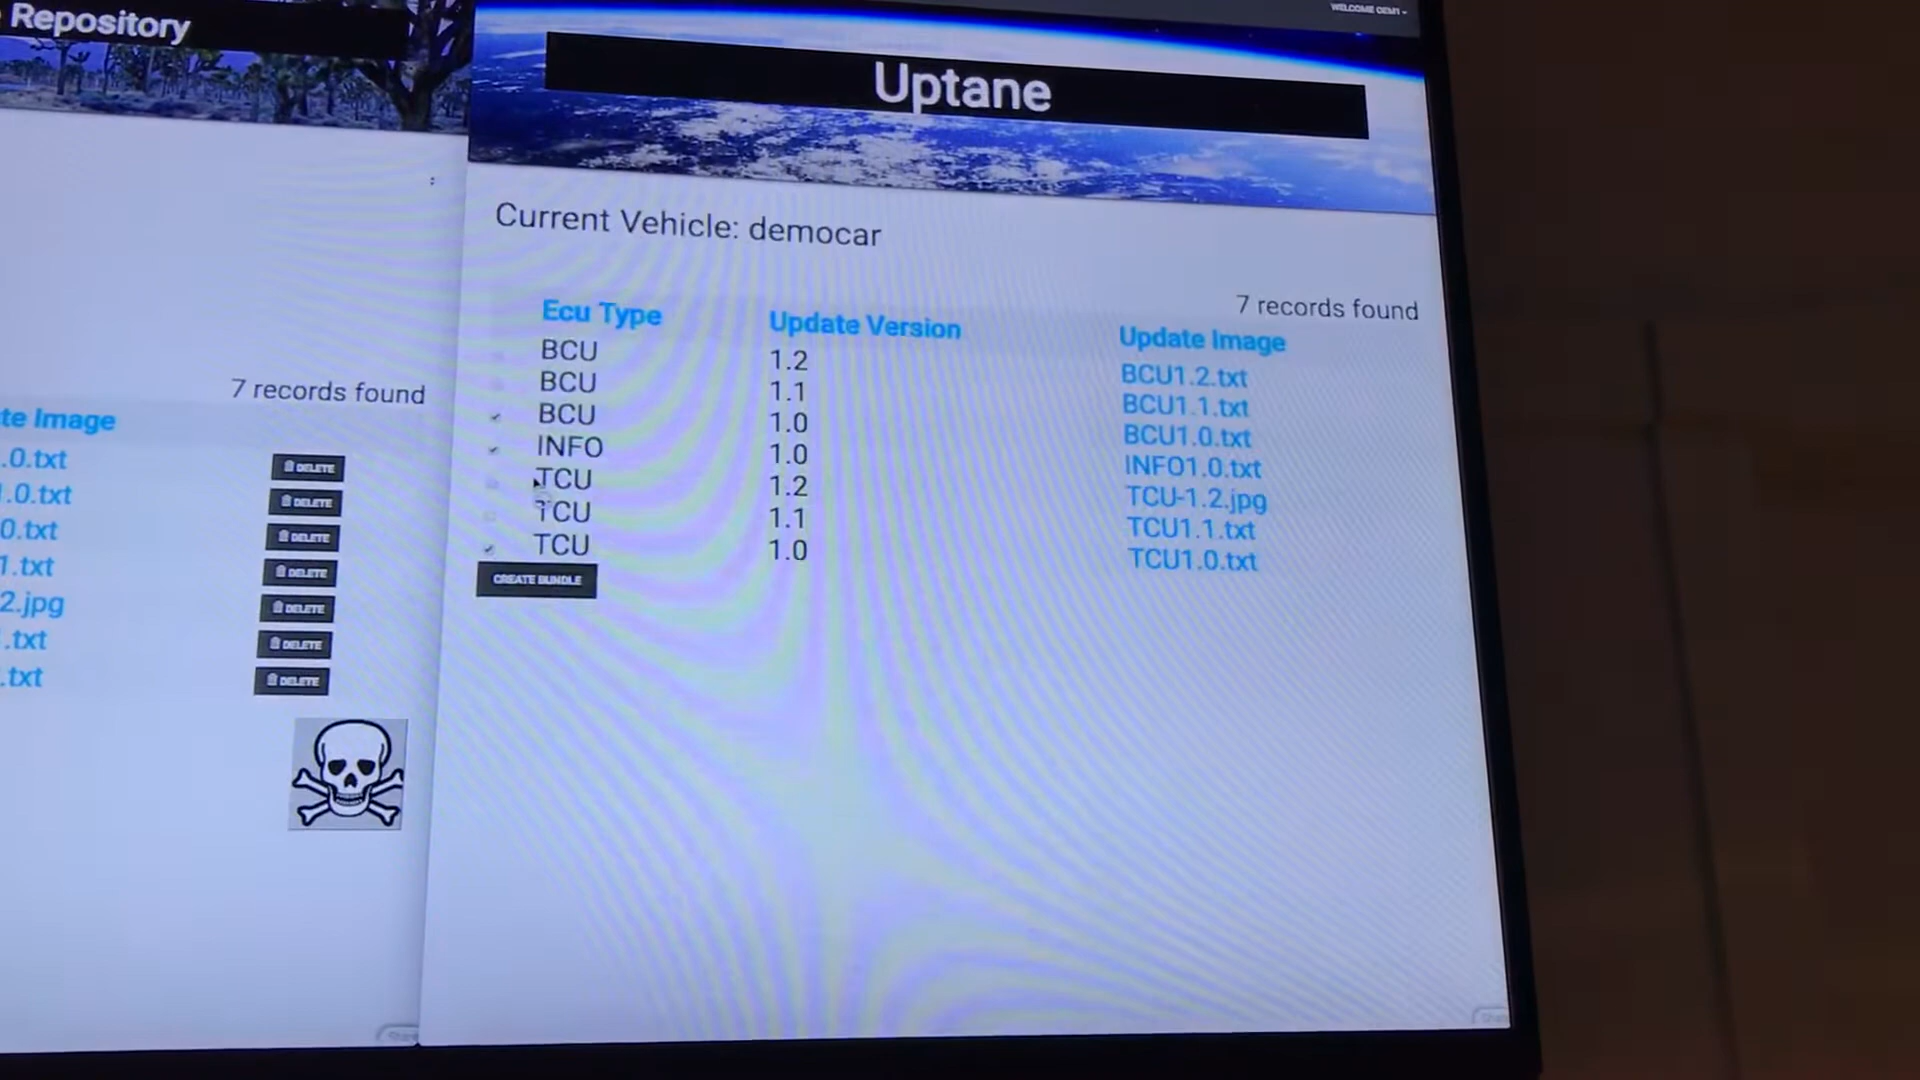 Repository
7 records found
te Image
.0.txt DELETE
1.0.txt DELETE
0.txt DELETE
1.txt DELETE
2.jpg DELETE
.txt DELETE
.txt DELETE
WELCOME OEM1
Uptane
Current Vehicle: democar
7 records found
Ecu Type Update Version Update Image
BCU 1.2 BCU1.2.txt
BCU 1.1 BCU1.1.txt
BCU 1.0 BCU1.0.txt
INFO 1.0 INFO1.0.txt
TCU 1.2 TCU-1.2.jpg
TCU 1.1 TCU1.1.txt
TCU 1.0 TCU1.0.txt
CREATE BUNDLE